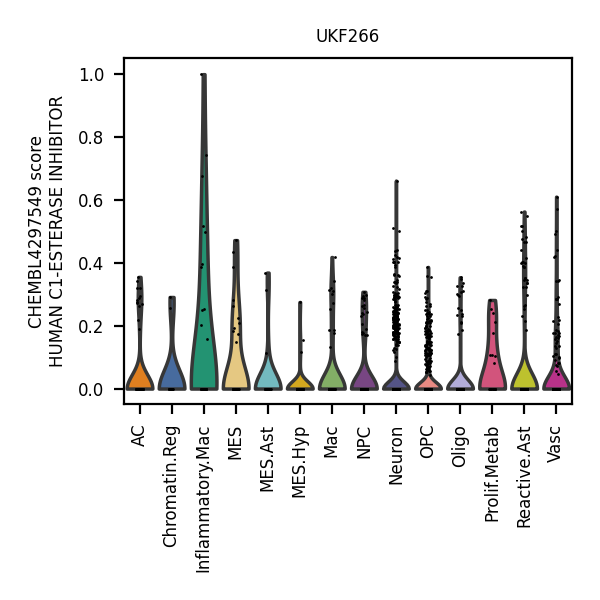 UKF266
CHEMBL4297549 score
HUMAN C1-ESTERASE INHIBITOR
1.0
0.8
0.6
0.4
0.2
0.0
AC
Chromatin.Reg
Inflammatory.Mac
MES
MES.Ast
MES.Hyp
Mac
NPC
Neuron
OPC
Oligo
Prolif.Metab
Reactive.Ast
Vasc